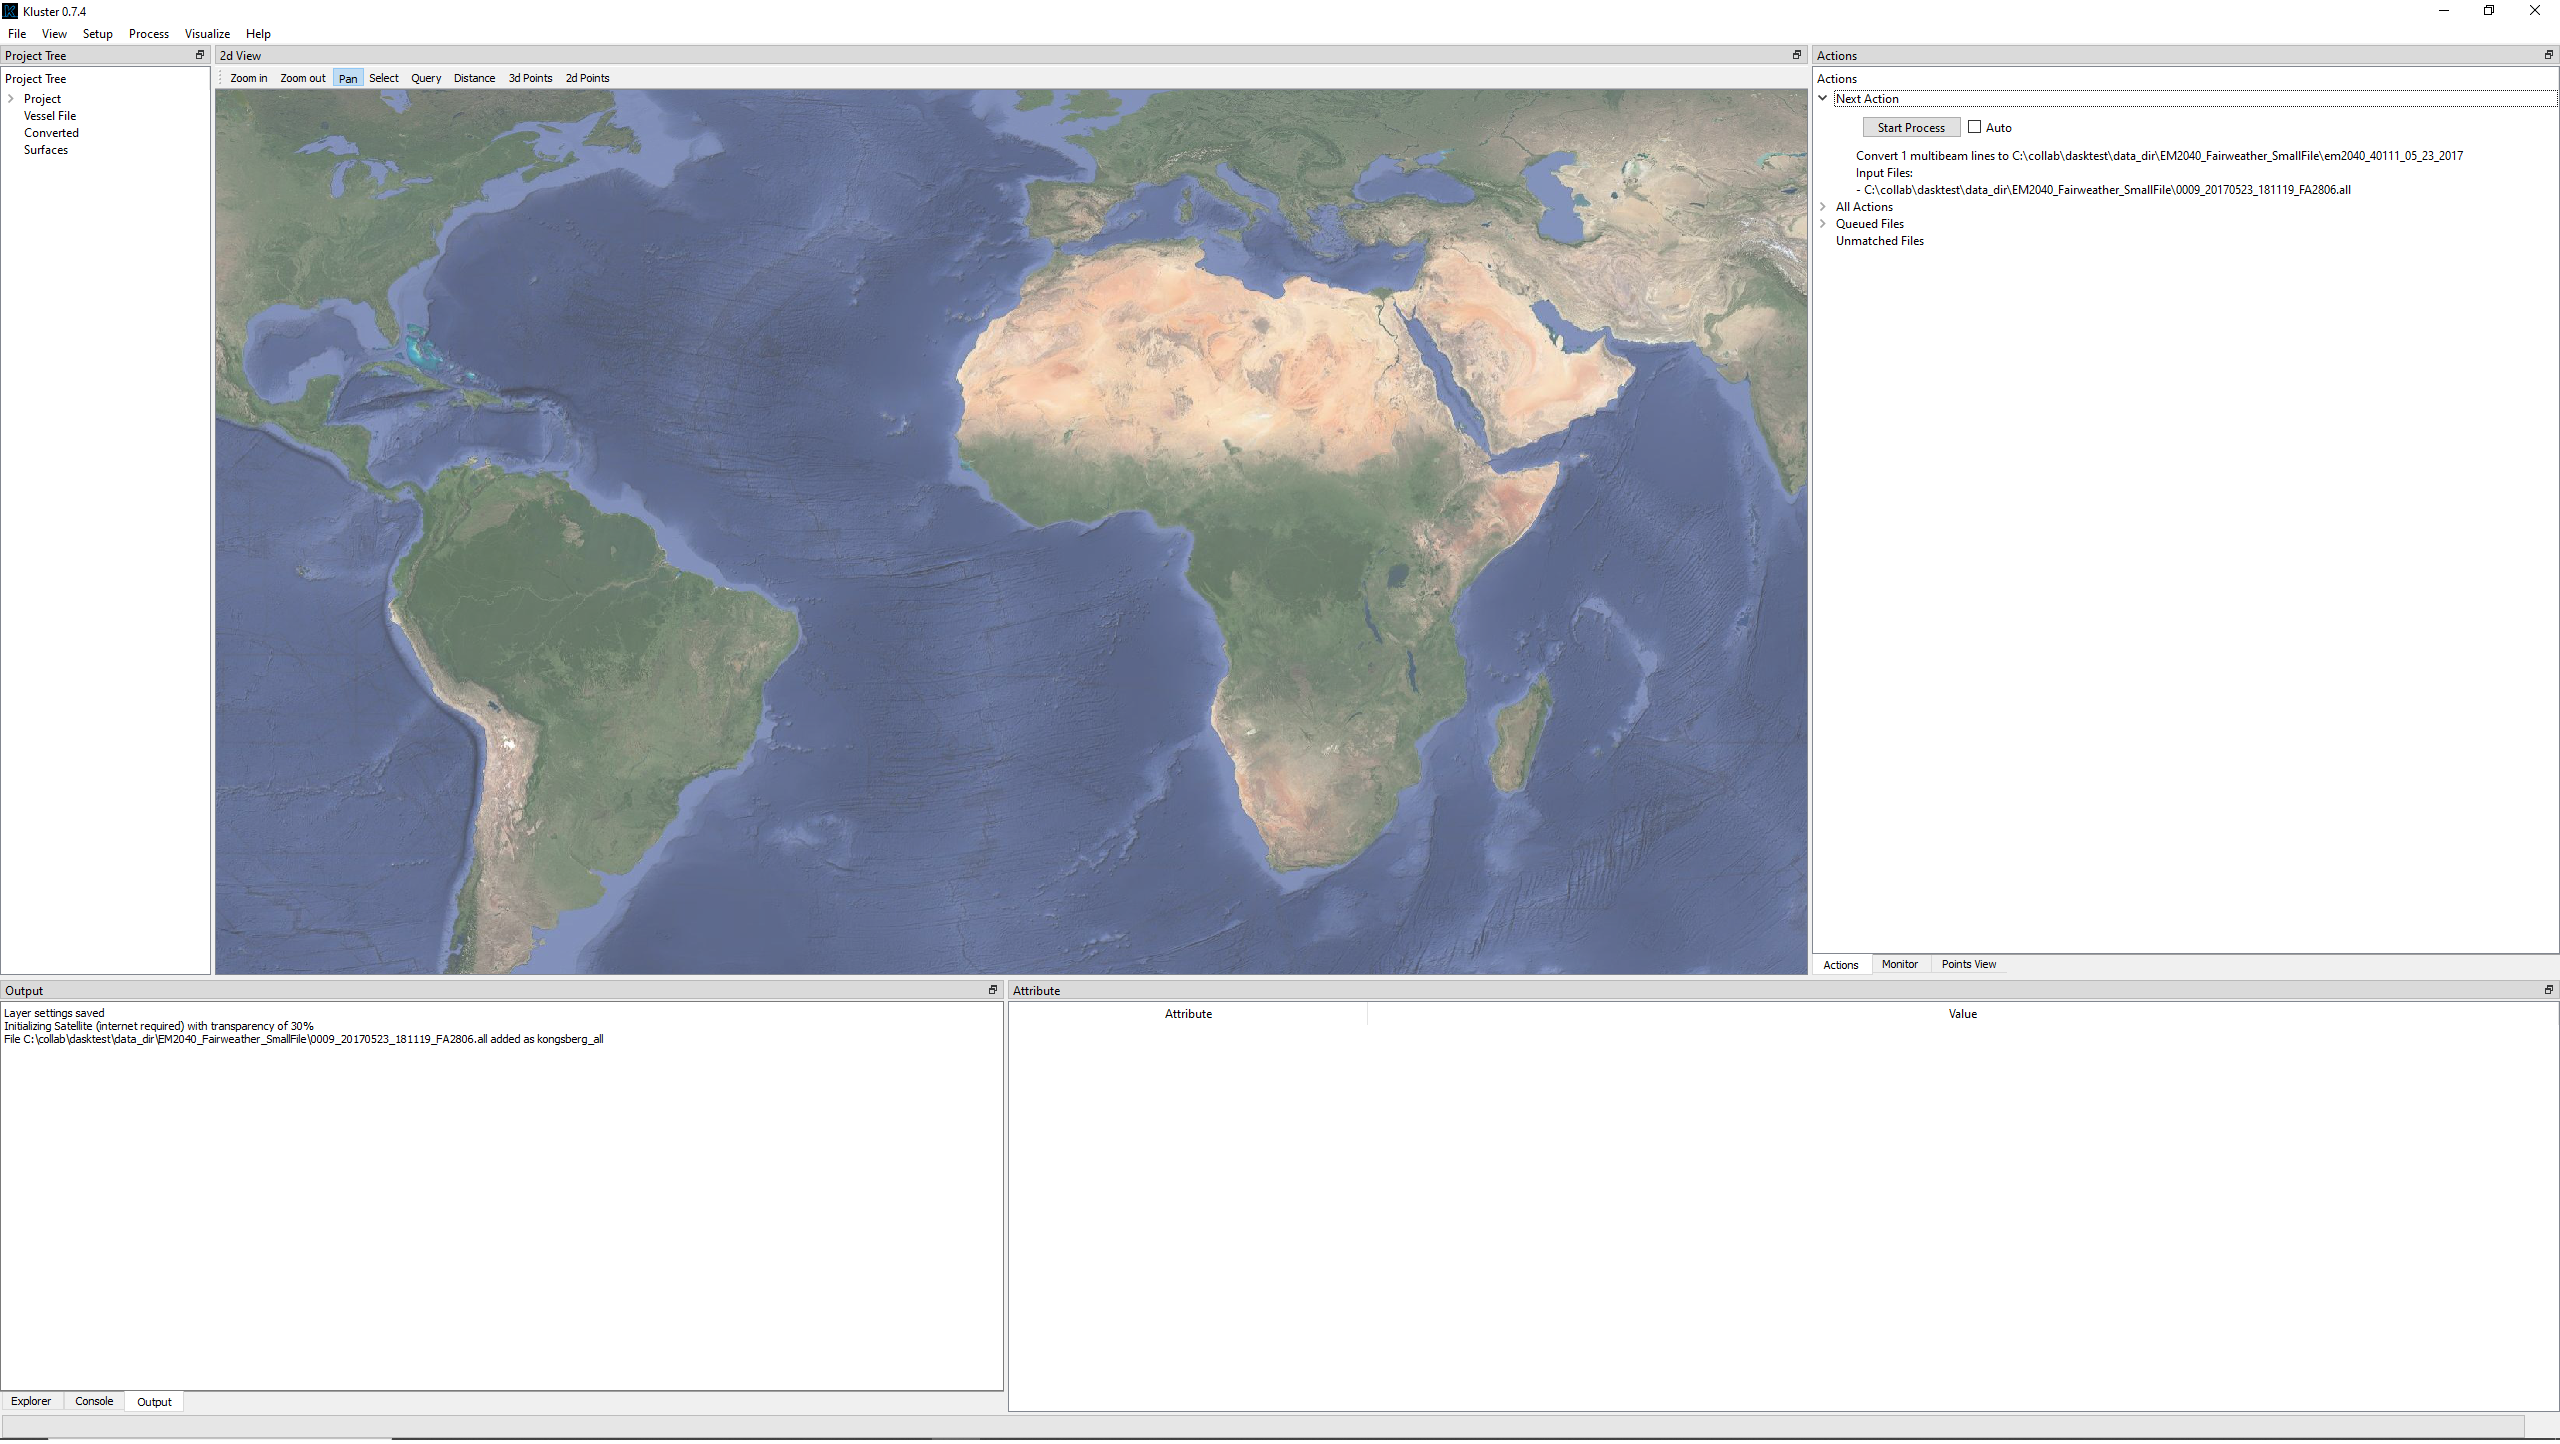 Kluster 0.7.4
File View Setup Process Visualize Help
Project Tree
Project Tree
Project
Vessel File
Converted
Surfaces
2d View
Zoom in Zoom out Pan Select Query Distance 3d Points 2d Points
Actions
Actions
Next Action
Start Process Auto
Convert 1 multibeam lines to C:\collab\dasktest\data_dir\EM2040_Fairweather_SmallFile\em2040_40111_05_23_2017
Input Files:
- C:\collab\dasktest\data_dir\EM2040_Fairweather_SmallFile\0009_20170523_181119_FA2806.all
All Actions
Queued Files
Unmatched Files
Actions Monitor Points View
Output
Layer settings saved
Initializing Satellite (internet required) with transparency of 30%
File C:\collab\dasktest\data_dir\EM2040_Fairweather_SmallFile\0009_20170523_181119_FA2806.all added as kongsberg_all
Explorer Console Output
Attribute
Attribute Value